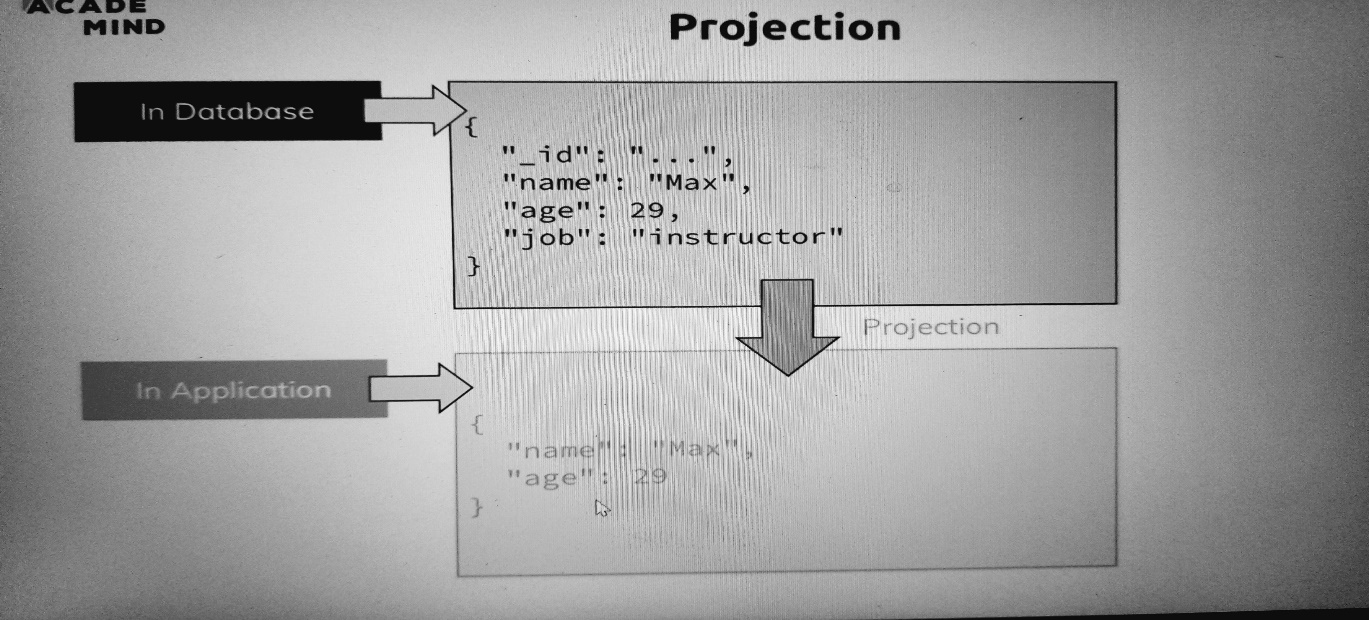 ACADE
MIND
Projection
In Database
{
"_id": "...",
"name": "Max",
"age": 29,
"job": "instructor"
}
Projection
In Application
{
"name": "Max",
"age": 29
}